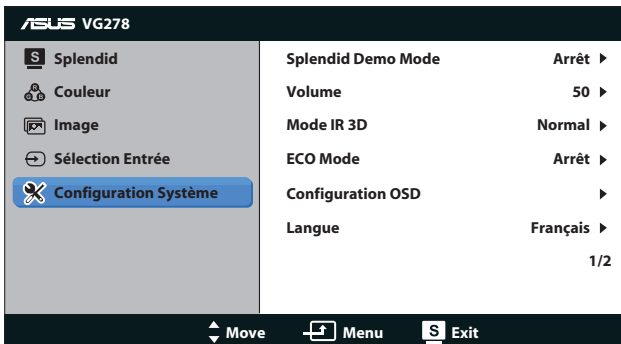 ASUS VG278
S Splendid
Couleur
Image
Sélection Entrée
Configuration Système
Splendid Demo Mode Arrêt
Volume 50
Mode IR 3D Normal
ECO Mode Arrêt
Configuration OSD
Langue Français
1/2
Move Menu S Exit